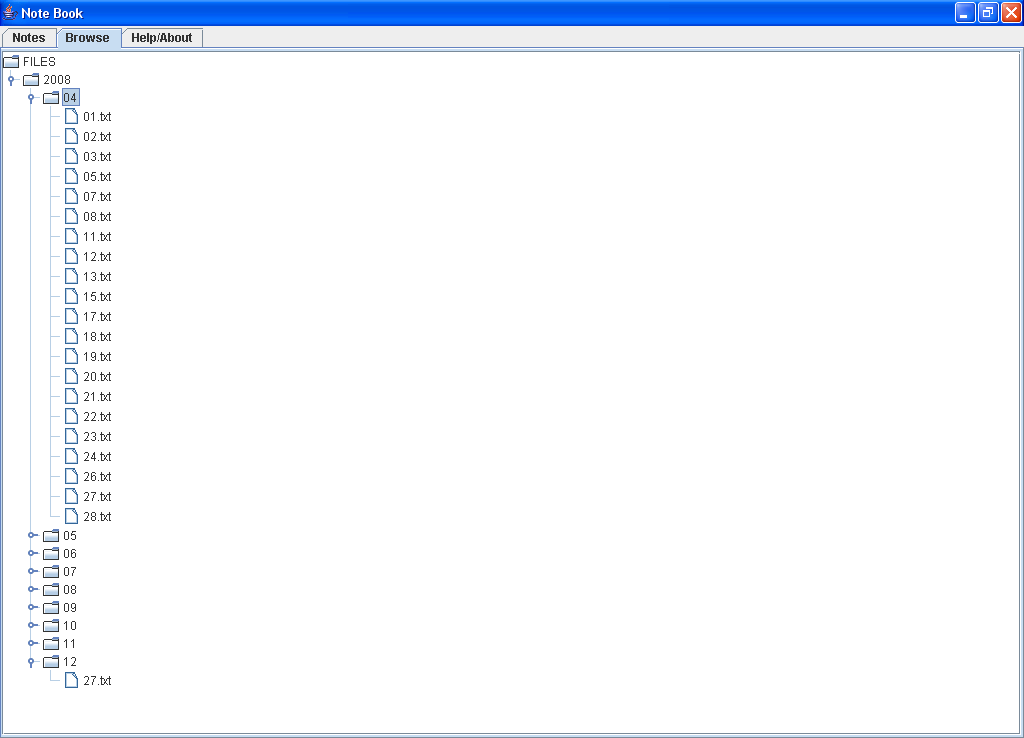 Note Book
Notes Browse Help/About
FILES
2008
04
01.txt
02.txt
03.txt
05.txt
07.txt
08.txt
11.txt
12.txt
13.txt
15.txt
17.txt
18.txt
19.txt
20.txt
21.txt
22.txt
23.txt
24.txt
26.txt
27.txt
28.txt
05
06
07
08
09
10
11
12
27.txt